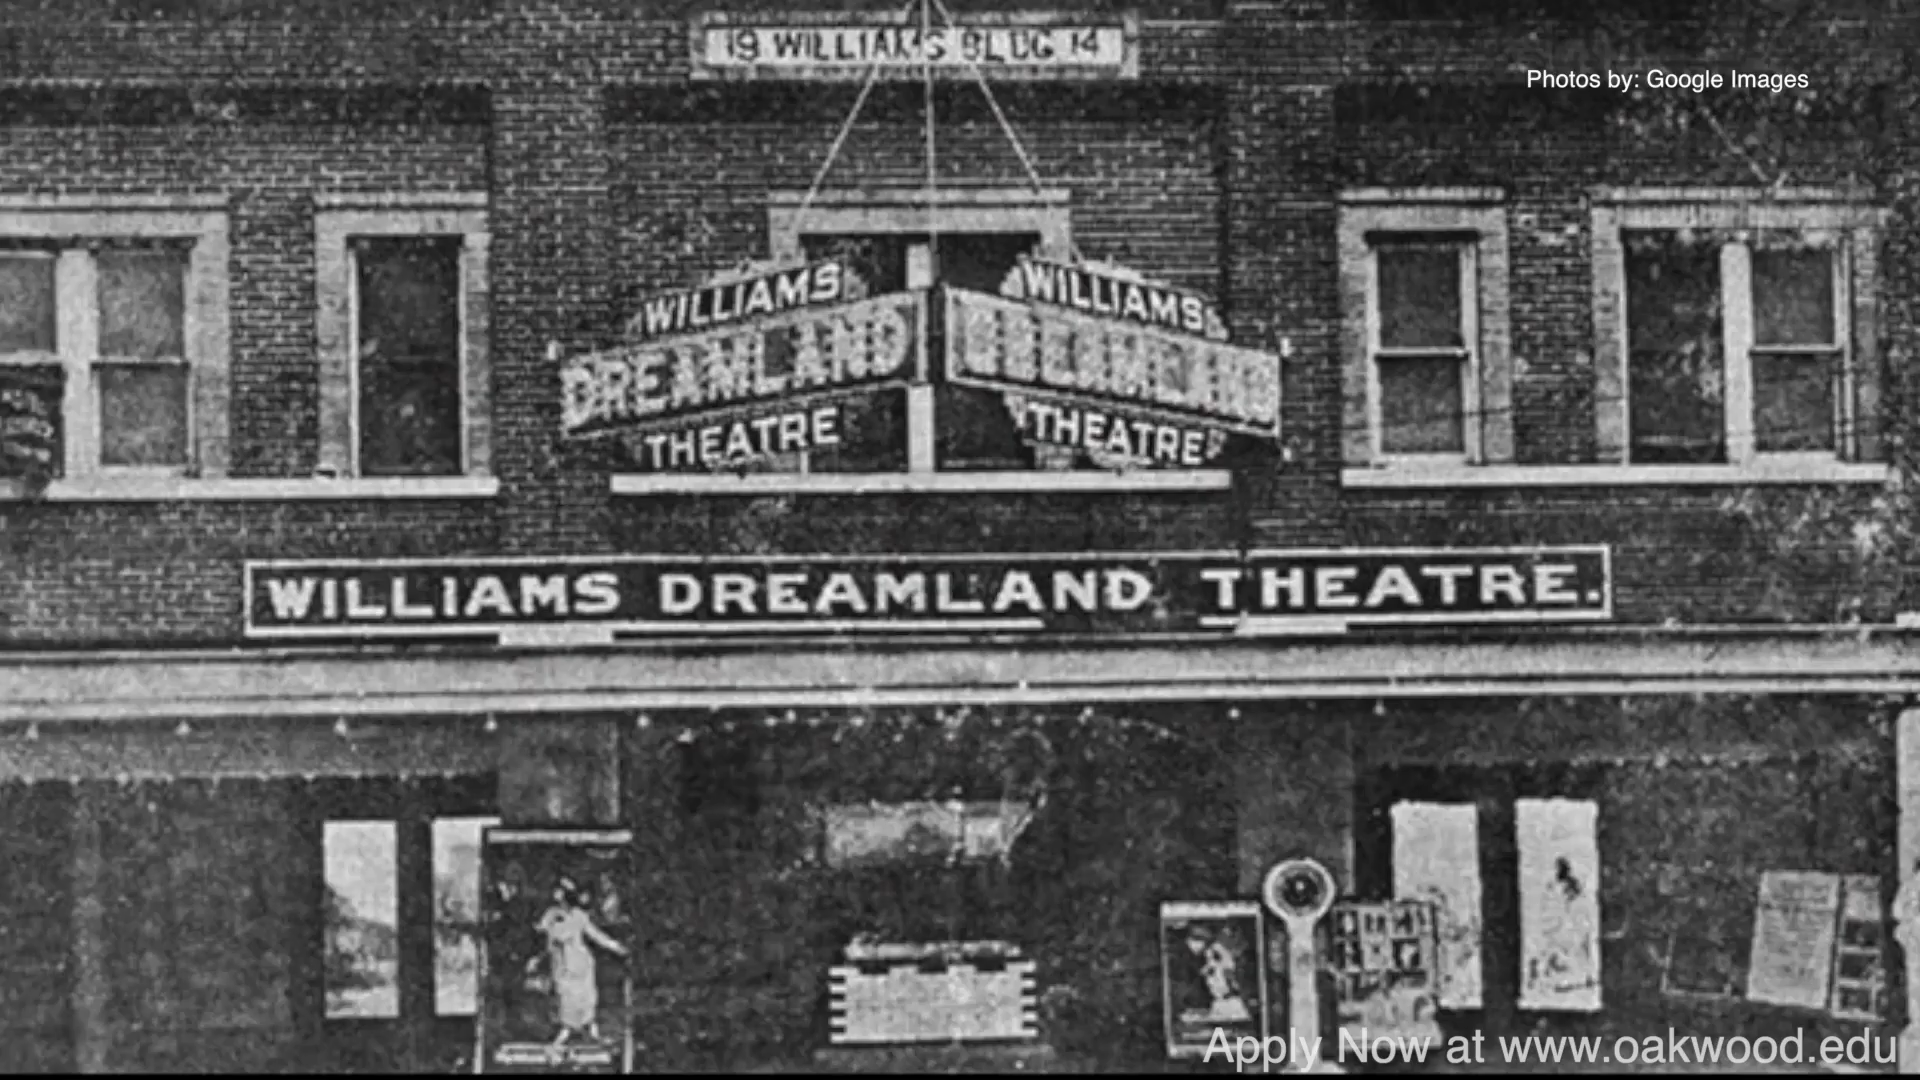 19 WILLIAMS BLDG 14
Photos by: Google Images
WILLIAMS
DREAMLAND
THEATRE
WILLIAMS
DREAMLAND
THEATRE
WILLIAMS DREAMLAND THEATRE.
Apply Now at www.oakwood.edu